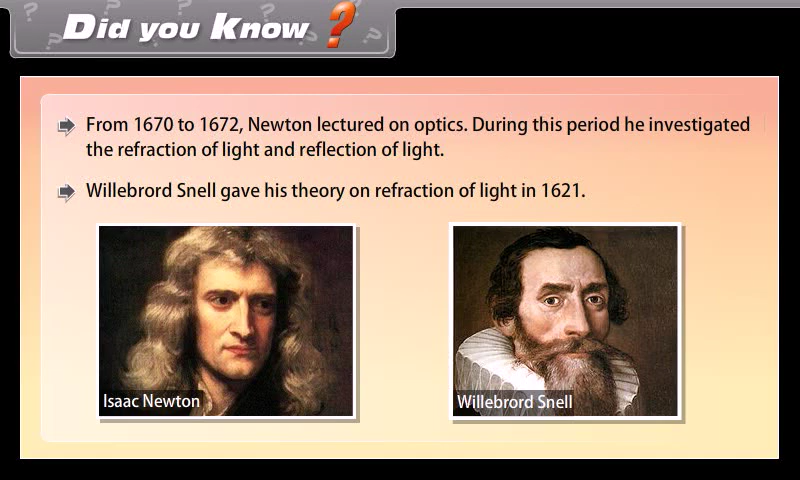 Did you Know ?
From 1670 to 1672, Newton lectured on optics. During this period he investigated
the refraction of light and reflection of light.
Willebrord Snell gave his theory on refraction of light in 1621.
Isaac Newton
Willebrord Snell